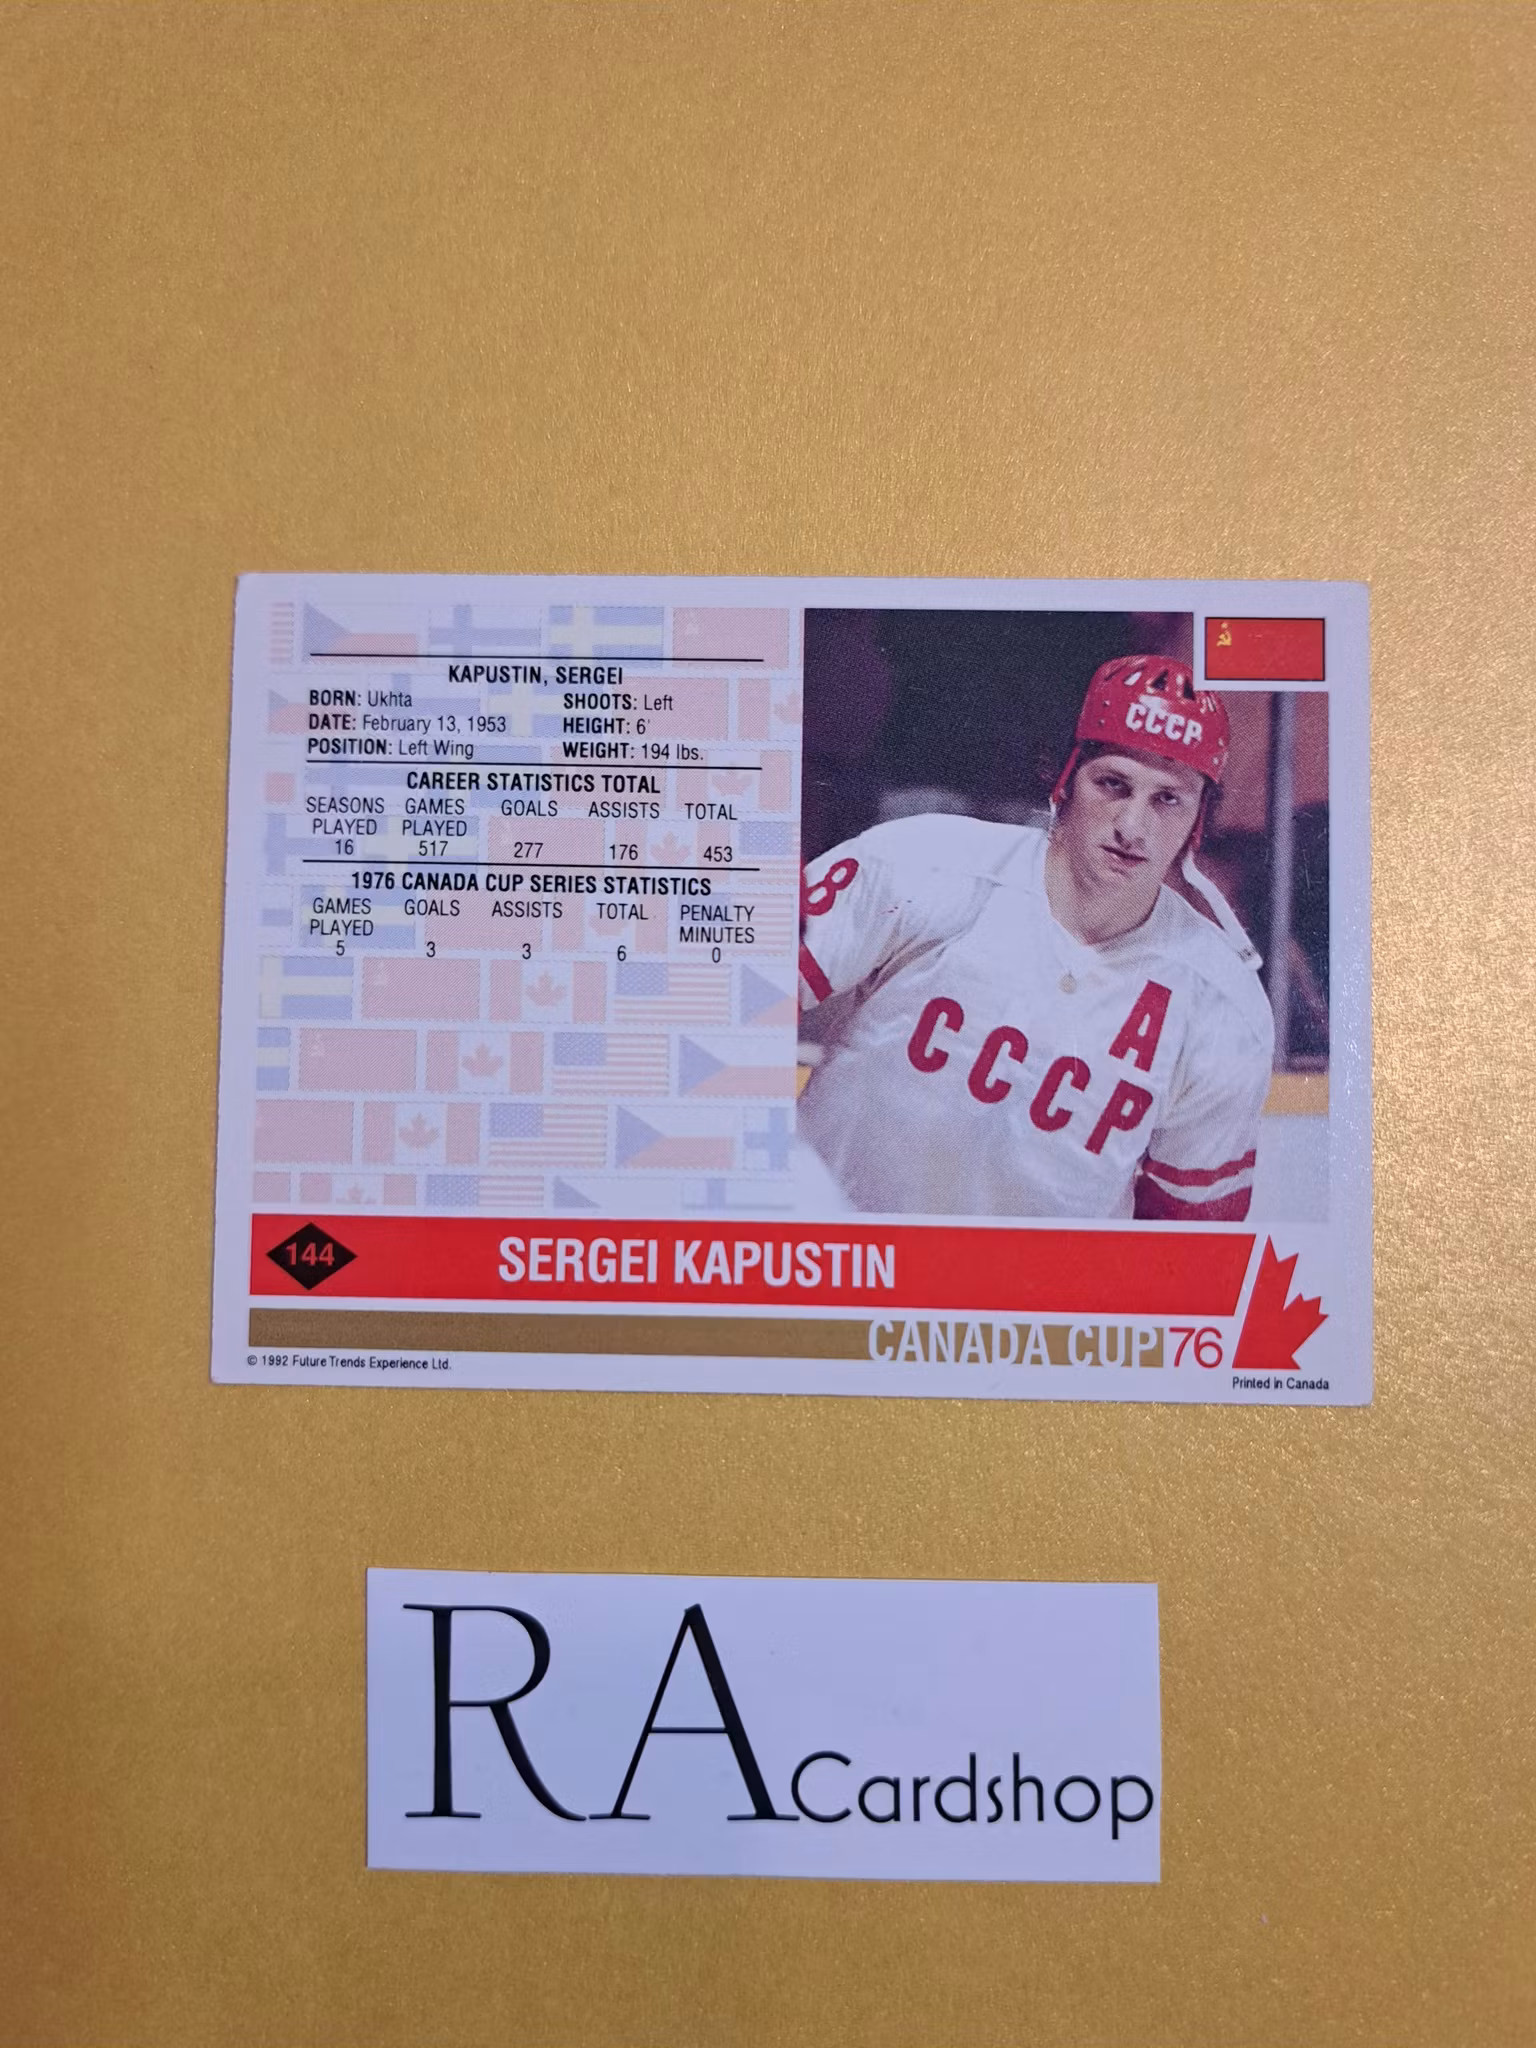 KAPUSTIN, SERGEI
BORN: Ukhta SHOOTS: Left
DATE: February 13, 1953 HEIGHT: 6'
POSITION: Left Wing WEIGHT: 194 lbs.
CAREER STATISTICS TOTAL
SEASONS PLAYED GAMES PLAYED GOALS ASSISTS TOTAL
16 517 277 176 453
1976 CANADA CUP SERIES STATISTICS
GAMES PLAYED GOALS ASSISTS TOTAL PENALTY MINUTES
5 3 3 6 0
CCCP
8
A
CCCP
144 SERGEI KAPUSTIN
CANADA CUP 76
© 1992 Future Trends Experience Ltd.
Printed in Canada
RA Cardshop